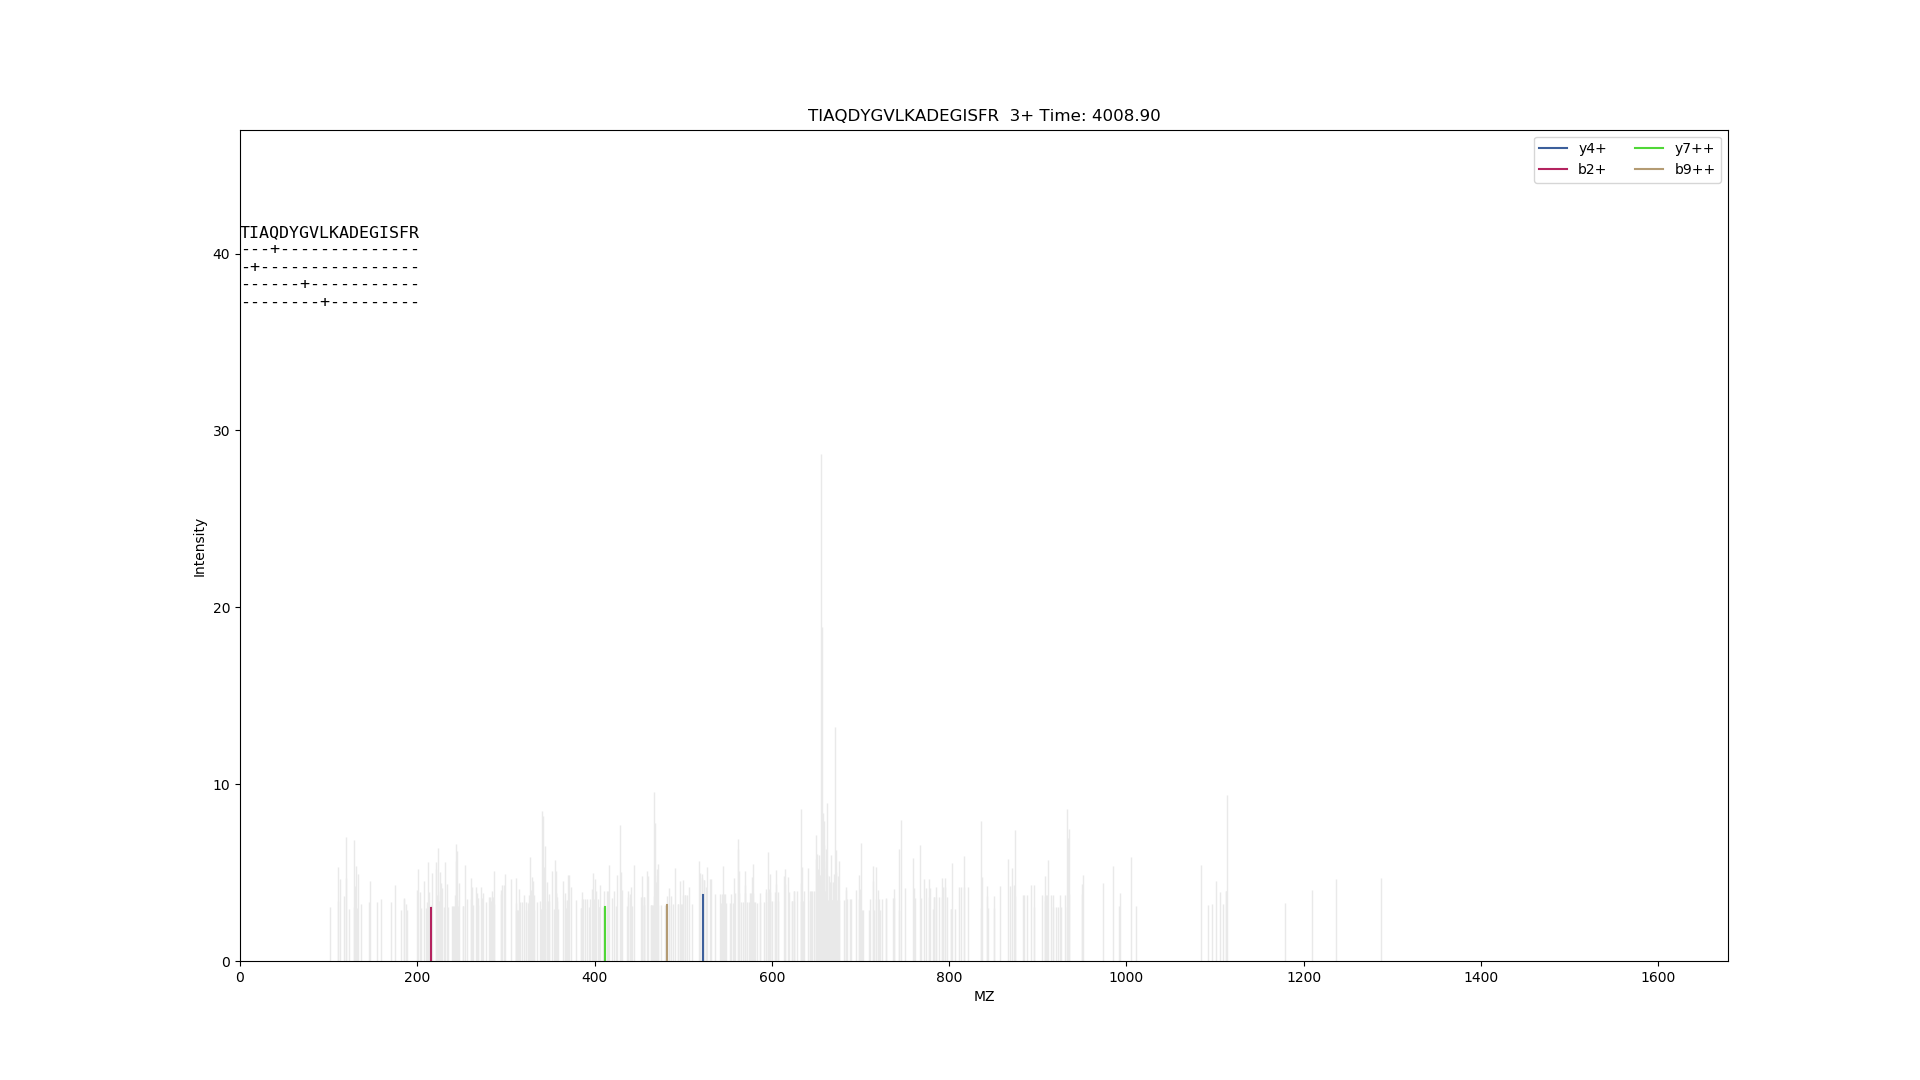 TIAQDYGVLKADEGISFR  3+ Time: 4008.90
y4+ y7++
b2+ b9++
TIAQDYGVLKADEGISFR
---+--------------
-+----------------
------+-----------
--------+---------
40
30
20
10
0
Intensity
0 200 400 600 800 1000 1200 1400 1600
MZ